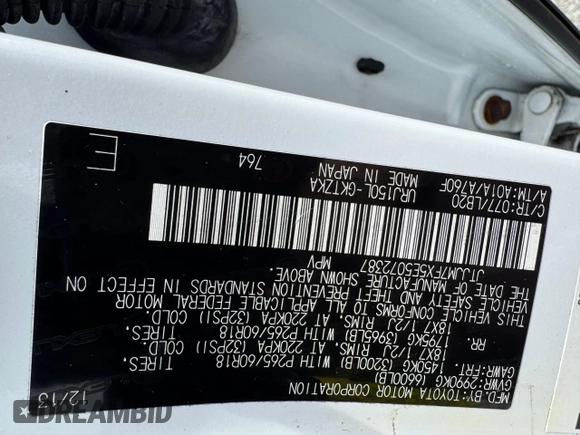 MFD. BY: TOYOTA MOTOR CORPORATION 12/13
GVWR: 2990KG (6600LB)
GAWR: FRT. 1450KG (3200LB) WITH P265/60R18 TIRES.
18X7 1/2J RIMS. AT 220KPA (32PSI) COLD
RR. 1795KG (3965LB) WITH P265/60R18 TIRES.
18X7 1/2J RIMS. AT 220KPA (32PSI) COLD.
THIS VEHICLE CONFORMS TO ALL APPLICABLE FEDERAL MOTOR
VEHICLE SAFETY AND THEFT PREVENTION STANDARDS IN EFFECT ON
THE DATE OF MANUFACTURE SHOWN ABOVE.
JTJJM7FX5E5072387 MPV
C/TR:077/LB20 URJ150L-GKTZKA 764
A/TM:A01A/A760F MADE IN JAPAN
E
DREAMBID